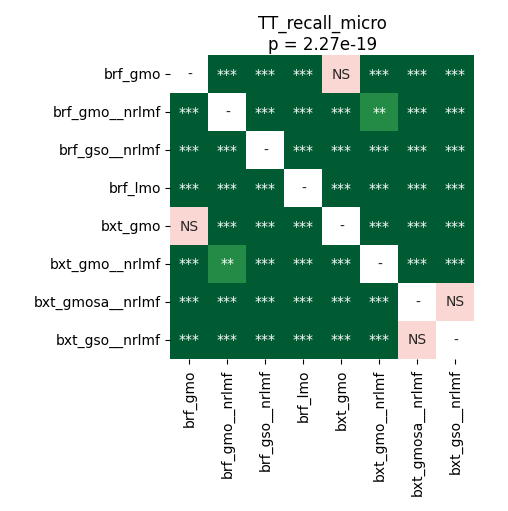 TT_recall_micro
p = 2.27e-19
brf_gmo - *** *** *** NS *** *** ***
brf_gmo__nrlmf *** - *** *** *** ** *** ***
brf_gso__nrlmf *** *** - *** *** *** *** ***
brf_lmo *** *** *** - *** *** *** ***
bxt_gmo NS *** *** *** - *** *** ***
bxt_gmo__nrlmf *** ** *** *** *** - *** ***
bxt_gmosa__nrlmf *** *** *** *** *** *** - NS
bxt_gso__nrlmf *** *** *** *** *** *** NS -
brf_gmo
brf_gmo__nrlmf
brf_gso__nrlmf
brf_lmo
bxt_gmo
bxt_gmo__nrlmf
bxt_gmosa__nrlmf
bxt_gso__nrlmf